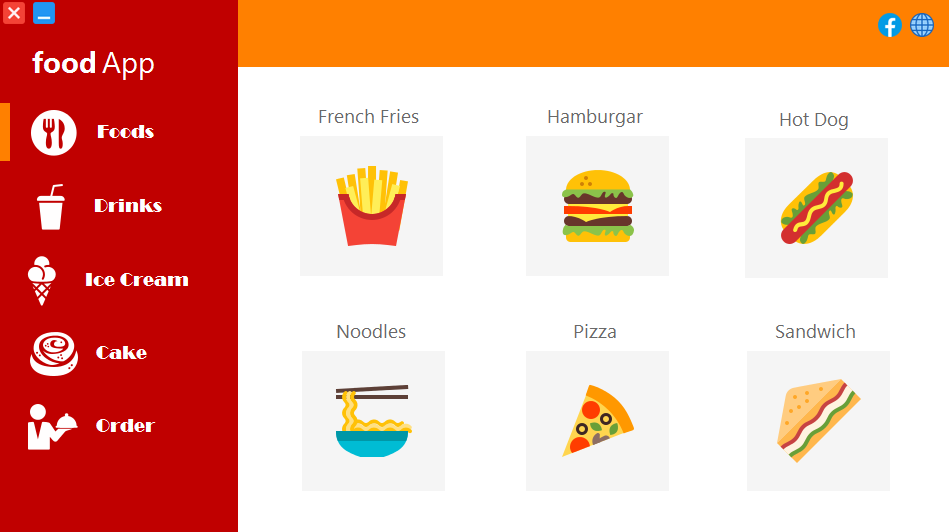 food App
Foods
Drinks
Ice Cream
Cake
Order
French Fries
Hamburgar
Hot Dog
Noodles
Pizza
Sandwich